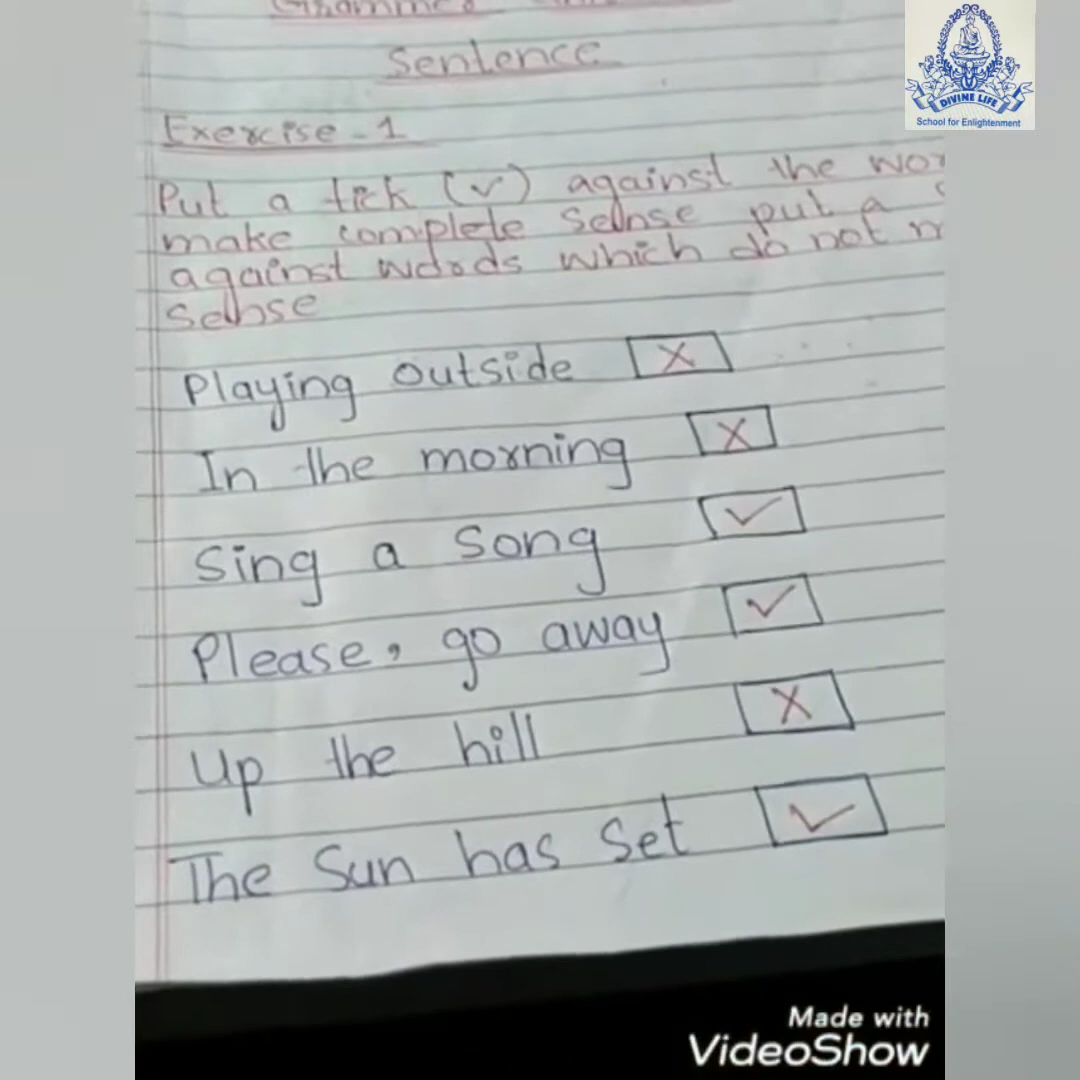 Sentence
Exercise - 1
Put a tick (✓) against the
make complete sense put a
against words which do not
sense
Playing outside ☒
In the morning ☒
Sing a song ☑
Please, go away ☑
Up the hill ☒
The Sun has set ☑
DIVINE LIFE
School for Enlightenment
Made with
VideoShow